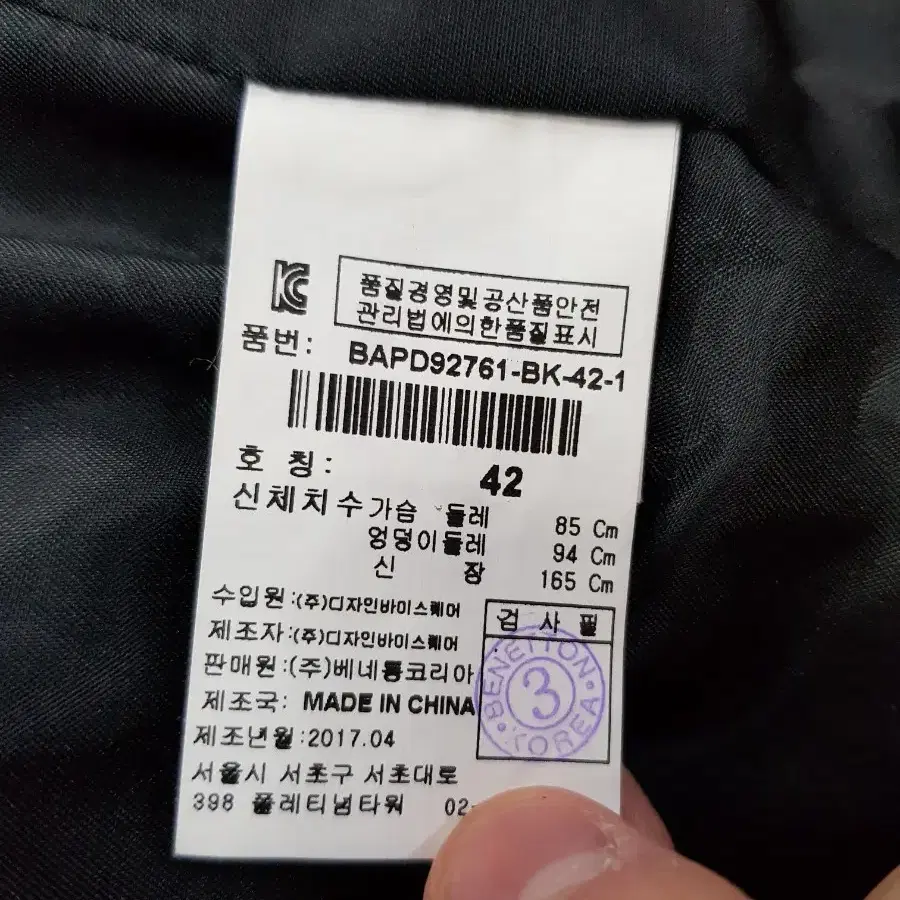 품질경영및공산품안전
관리법에의한품질표시
품번: BAPD92761-BK-42-1
호 칭: 42
신체치수 가슴 둘레 85 Cm
엉덩이둘레 94 Cm
신 장 165 Cm
수입원:(주)디자인바이스퀘어
제조자:(주)디자인바이스퀘어
판매원:(주)베네통코리아
제조국: MADE IN CHINA
제조년월:2017.04
서울시 서초구 서초대로
398 플레티넘타워 02-
검 사 필
BENETTON
3
KOREA